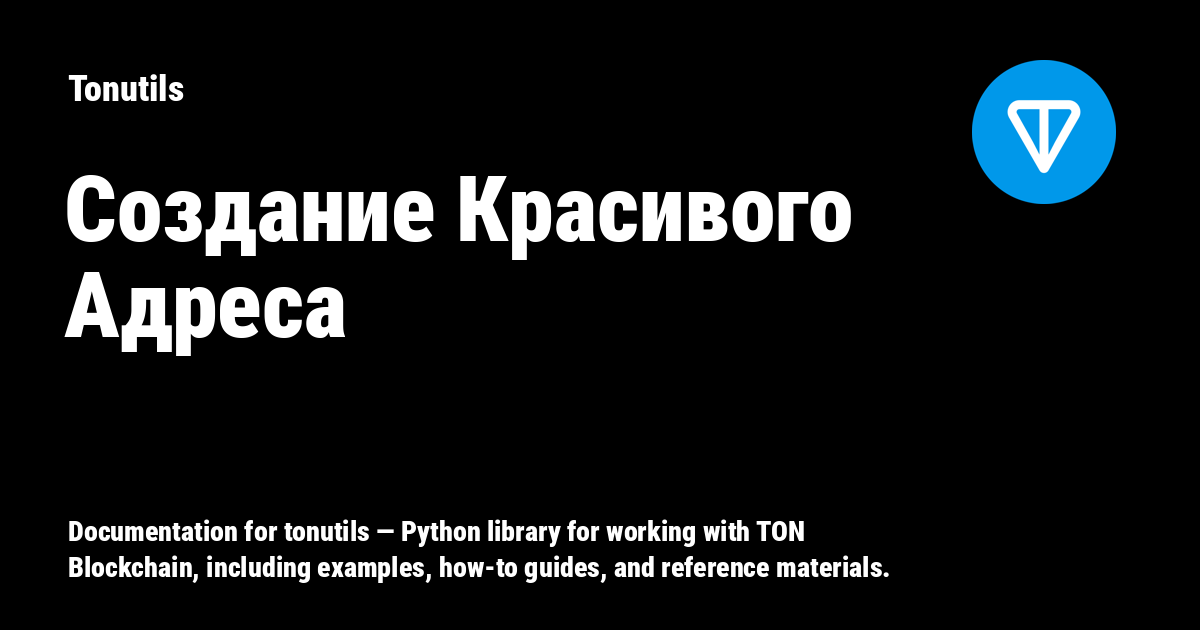 Tonutils
Создание Красивого
Адреса
Documentation for tonutils — Python library for working with TON
Blockchain, including examples, how-to guides, and reference materials.